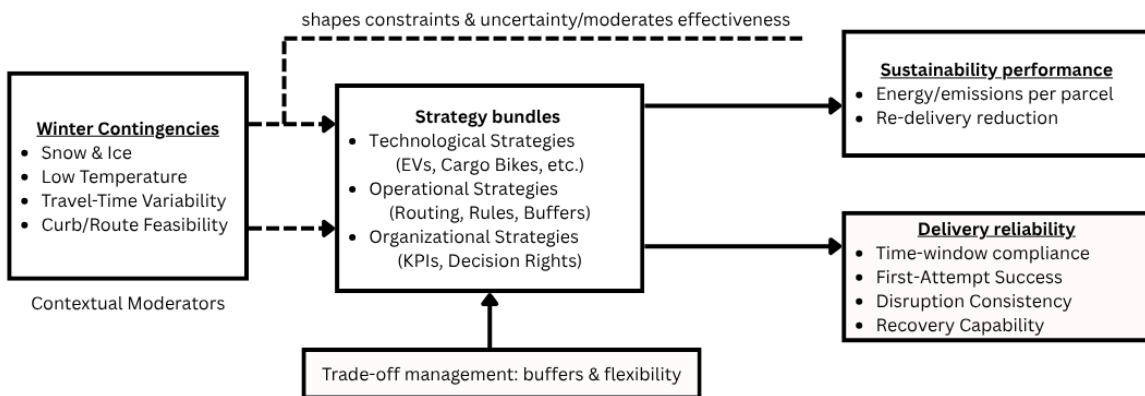 shapes constraints & uncertainty/moderates effectiveness
Winter Contingencies
• Snow & Ice
• Low Temperature
• Travel-Time Variability
• Curb/Route Feasibility
Contextual Moderators
Strategy bundles
• Technological Strategies
(EVs, Cargo Bikes, etc.)
• Operational Strategies
(Routing, Rules, Buffers)
• Organizational Strategies
(KPIs, Decision Rights)
Trade-off management: buffers & flexibility
Sustainability performance
• Energy/emissions per parcel
• Re-delivery reduction
Delivery reliability
• Time-window compliance
• First-Attempt Success
• Disruption Consistency
• Recovery Capability